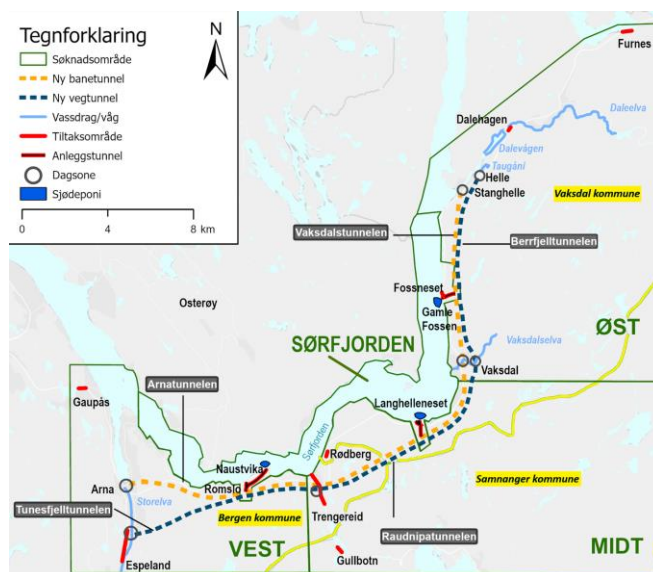 Tegnforklaring
N
Søknadsområde
Ny banetunnel
Ny vegtunnel
Vassdrag/våg
Tiltaksområde
Anleggstunnel
Dagsone
Sjødeponi
0 4 8 km
Furnes
Dalehagen
Daleelva
Dalevågen
Taugåni
Helle
Stanghelle
Vaksdal kommune
Vaksdalstunnelen
Berrfjelltunnelen
Fossneset
Gamle
Fossen
Osterøy
ØST
SØRFJORDEN
Vaksdalselva
Vaksdal
Arnatunnelen
Langhelleneset
Gaupås
Sørfjorden
Naustvika
Rødberg
Romslo
Arna
Storelva
Samnanger kommune
Tunesfjelltunnelen
Bergen kommune
Trengereid
Raudnipatunnelen
VEST
Gullbotn
MIDT
Espeland